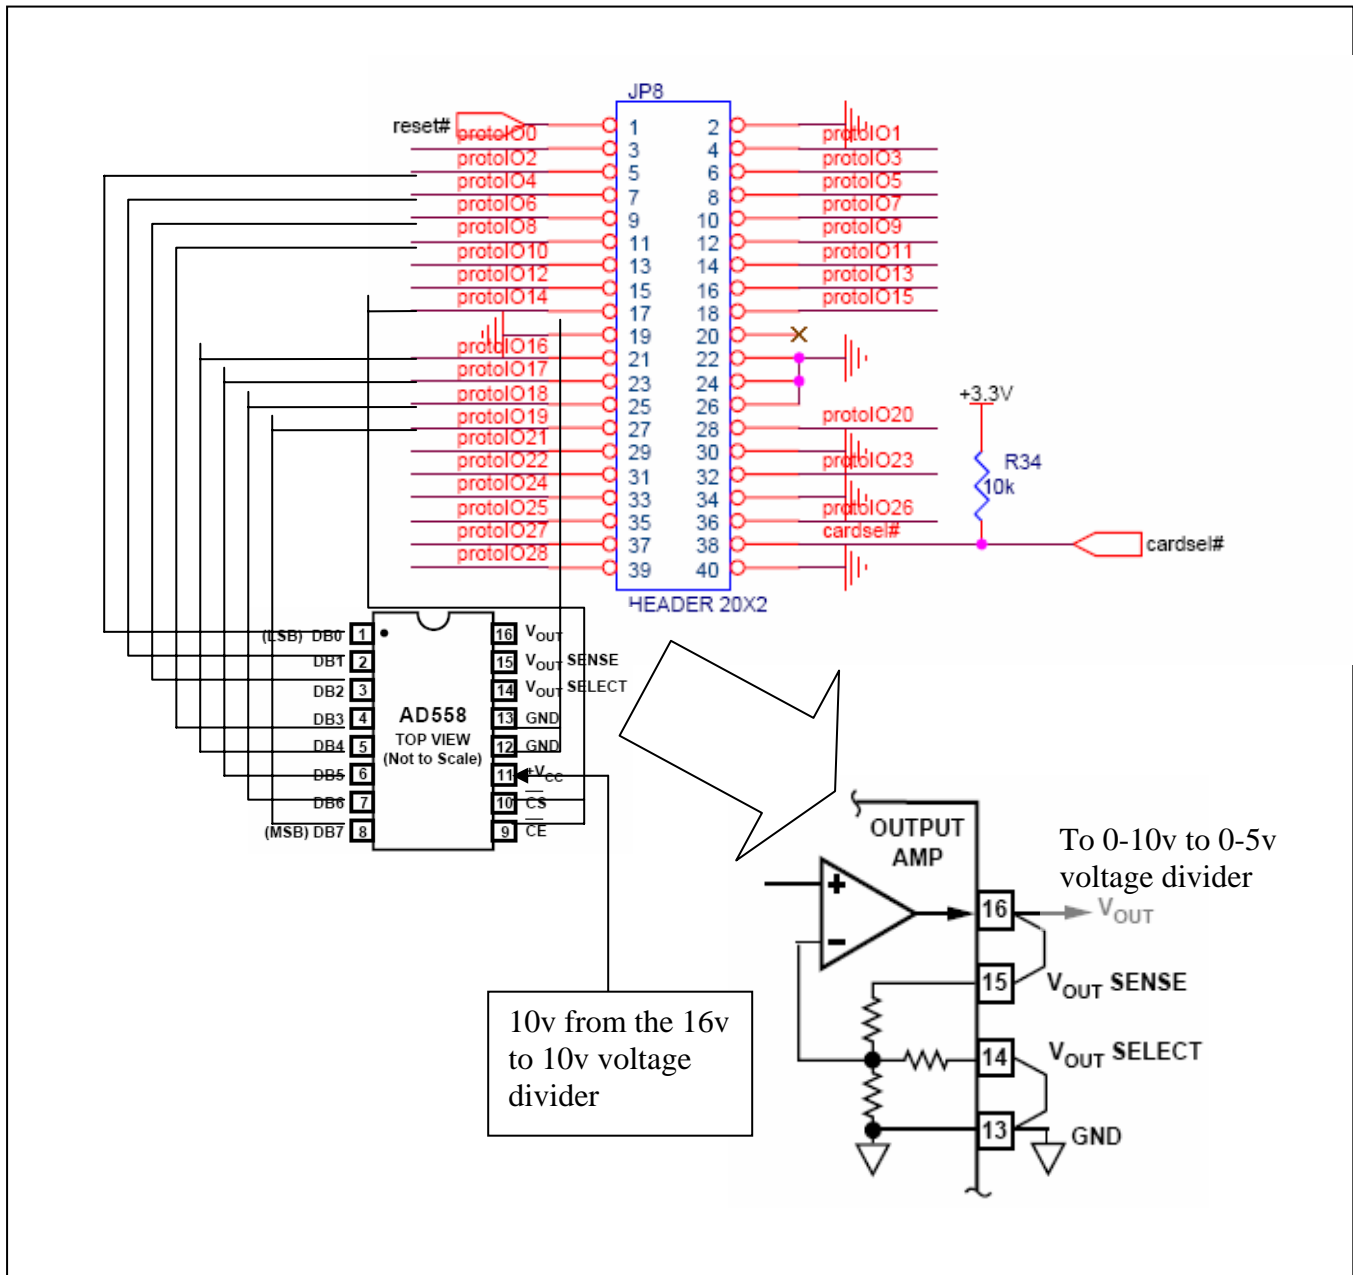 JP8
reset#
protoIO0
1 2
protoIO1
3 4
protoIO2
protoIO3
5 6
protoIO4
protoIO5
7 8
protoIO6
protoIO7
9 10
protoIO8
protoIO9
11 12
protoIO10
protoIO11
13 14
protoIO12
protoIO13
15 16
protoIO14
protoIO15
17 18
19 20
protoIO16
21 22
protoIO17
23 24
protoIO18
25 26
protoIO19
protoIO20
27 28
protoIO21
29 30
protoIO22
protoIO23
31 32
protoIO24
33 34
protoIO25
protoIO26
35 36
protoIO27
cardsel#
37 38
protoIO28
39 40
HEADER 20X2
+3.3V
R34
10k
cardsel#
(LSB) DB0 1
DB1 2
DB2 3
DB3 4
DB4 5
DB5 6
DB6 7
(MSB) DB7 8
AD558
TOP VIEW
(Not to Scale)
16 VOUT
15 VOUT SENSE
14 VOUT SELECT
13 GND
12 GND
11 +VCC
10 CS
9 CE
10v from the 16v
to 10v voltage
divider
OUTPUT
AMP
+
-
To 0-10v to 0-5v
voltage divider
16 VOUT
15 VOUT SENSE
14 VOUT SELECT
13 GND